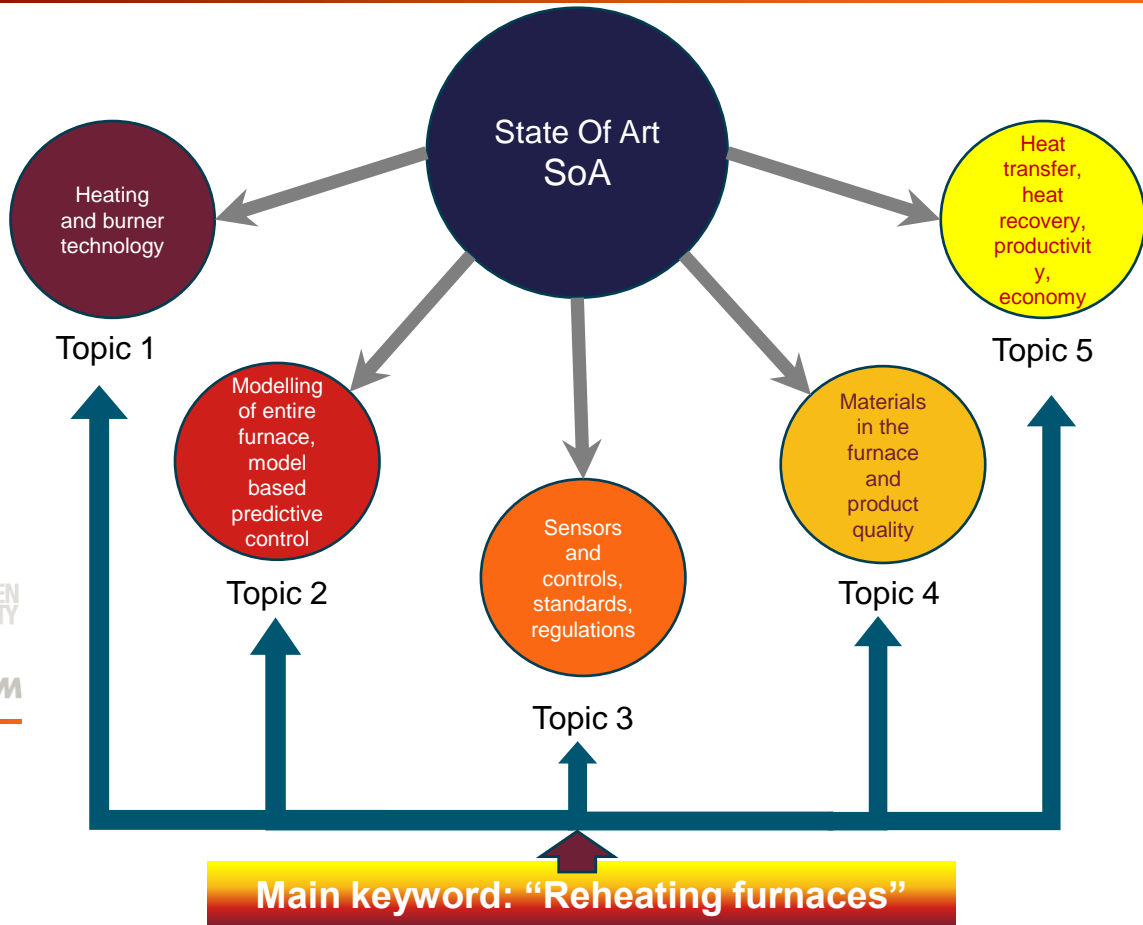 State Of Art
SoA
Heating
and burner
technology
Topic 1
Modelling
of entire
furnace,
model
based
predictive
control
Topic 2
Sensors
and
controls,
standards,
regulations
Topic 3
Materials
in the
furnace
and
product
quality
Topic 4
Heat
transfer,
heat
recovery,
productivit
y,
economy
Topic 5
Main keyword: “Reheating furnaces”